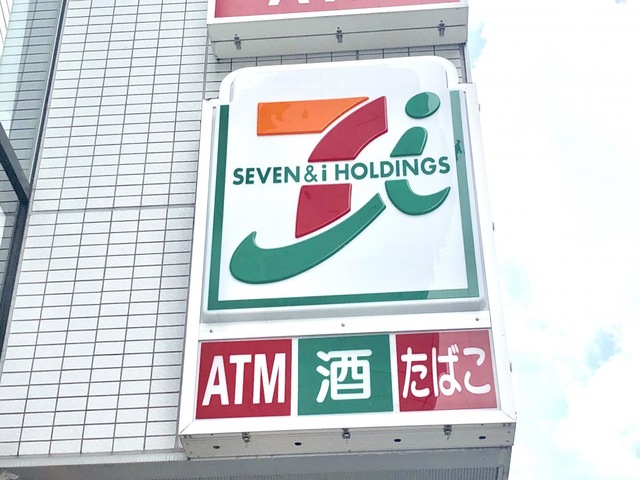 SEVEN&i HOLDINGS
ATM 酒 たばこ